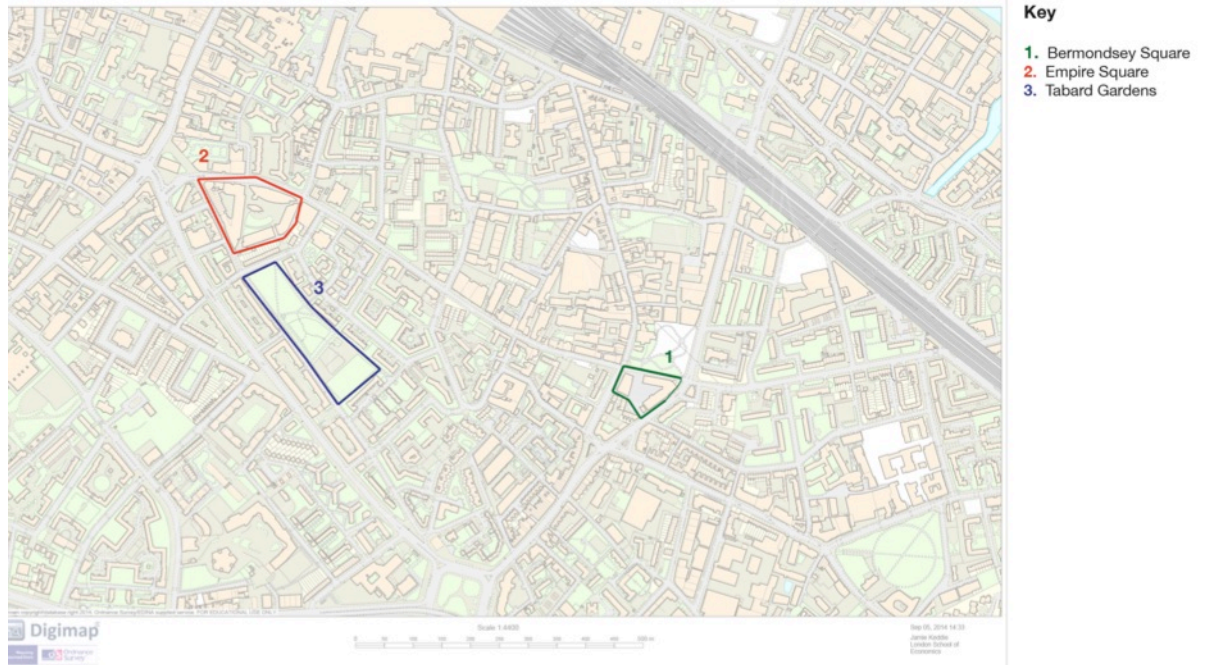 Key
1. Bermondsey Square
2. Empire Square
3. Tabard Gardens
2
3
1
Digimap
Ordnance
Survey
Scale 1:4400
Sep 05, 2014 14:33
Jamie Keddie
London School of
Economics